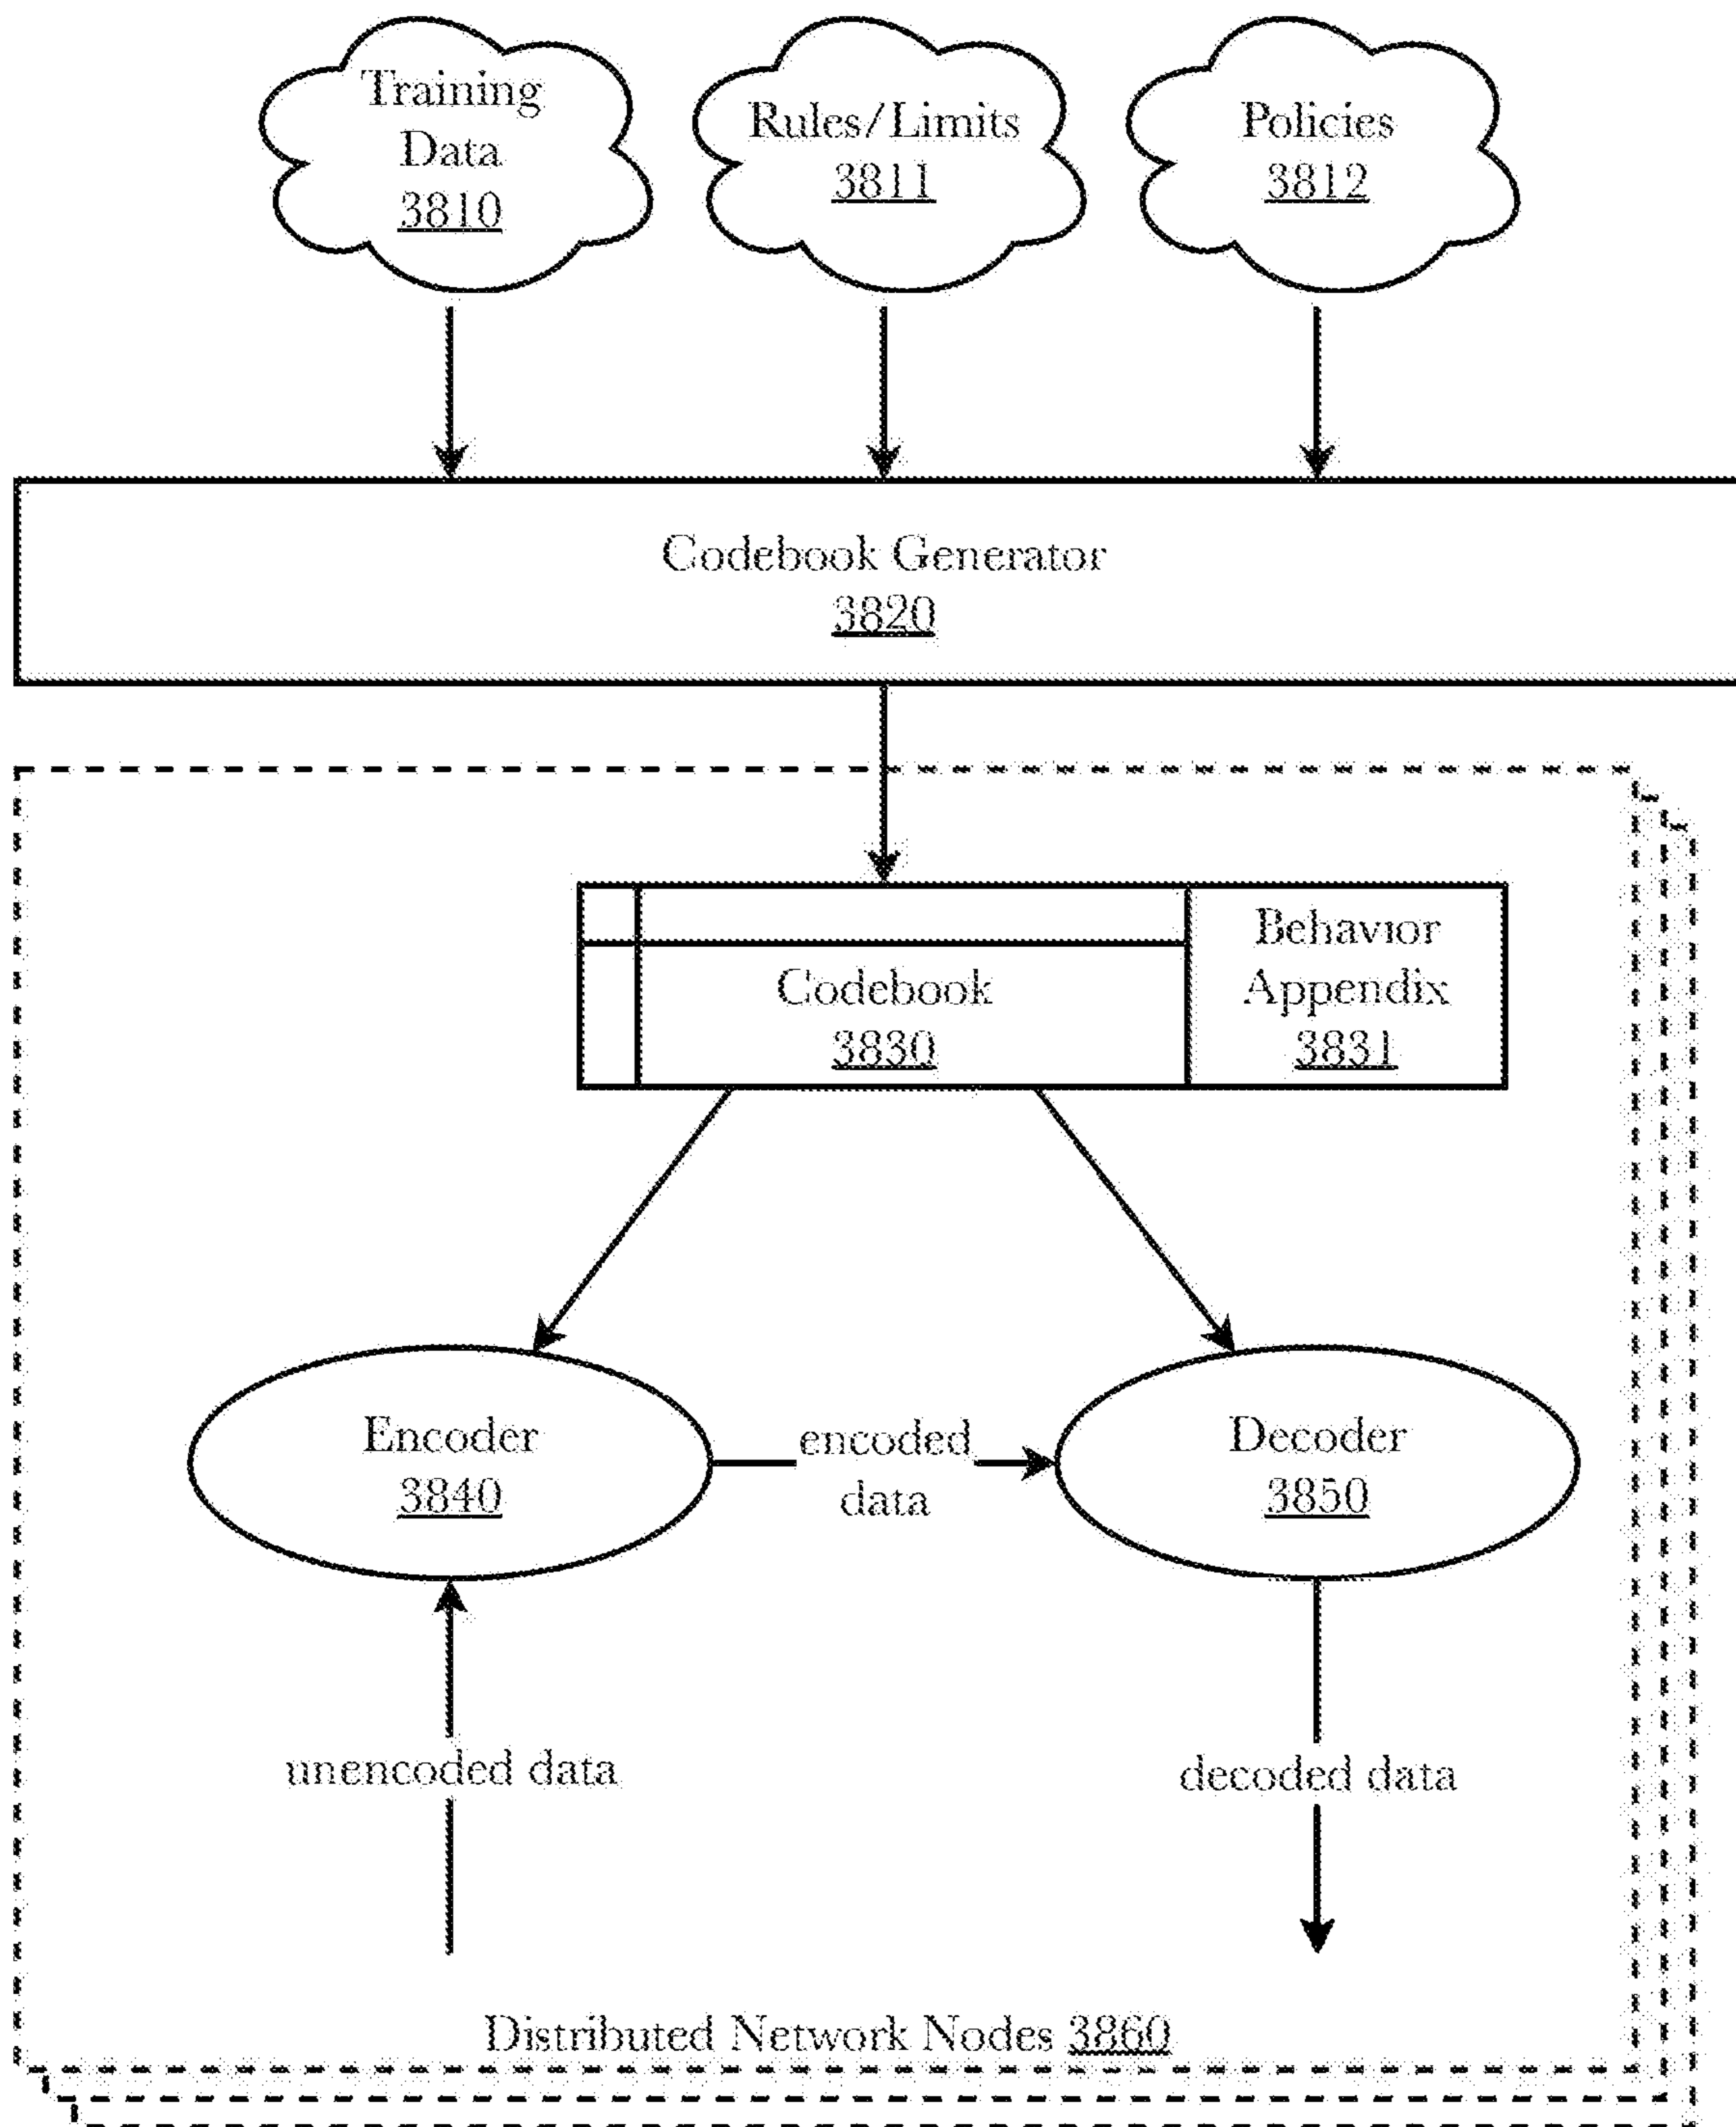 Training
Data
3810
Rules/Limits
3811
Policies
3812
Codebook Generator
3820
Codebook
3830
Behavior
Appendix
3831
Encoder
3840
encoded
data
Decoder
3850
unencoded data
decoded data
Distributed Network Nodes 3860